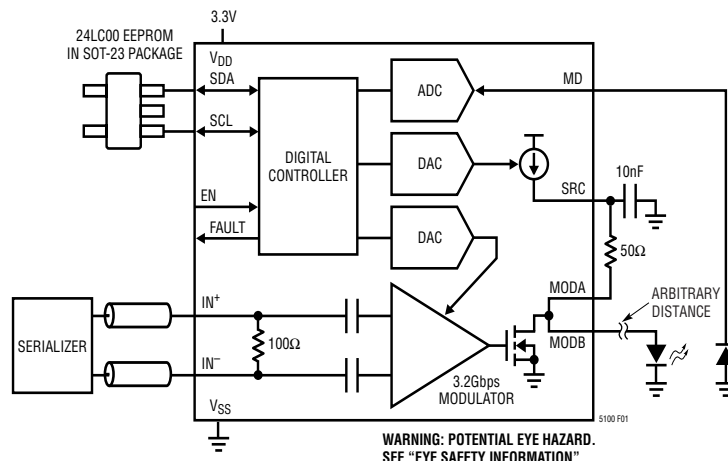 3.3V
24LC00 EEPROM
IN SOT-23 PACKAGE
VDD
SDA
SCL
EN
FAULT
DIGITAL
CONTROLLER
ADC
DAC
DAC
MD
SRC
10nF
50Ω
MODA
MODB
ARBITRARY
DISTANCE
SERIALIZER
IN+
100Ω
IN–
3.2Gbps
MODULATOR
VSS
5100 F01
WARNING: POTENTIAL EYE HAZARD.
SEE “EYE SAFETY INFORMATION”